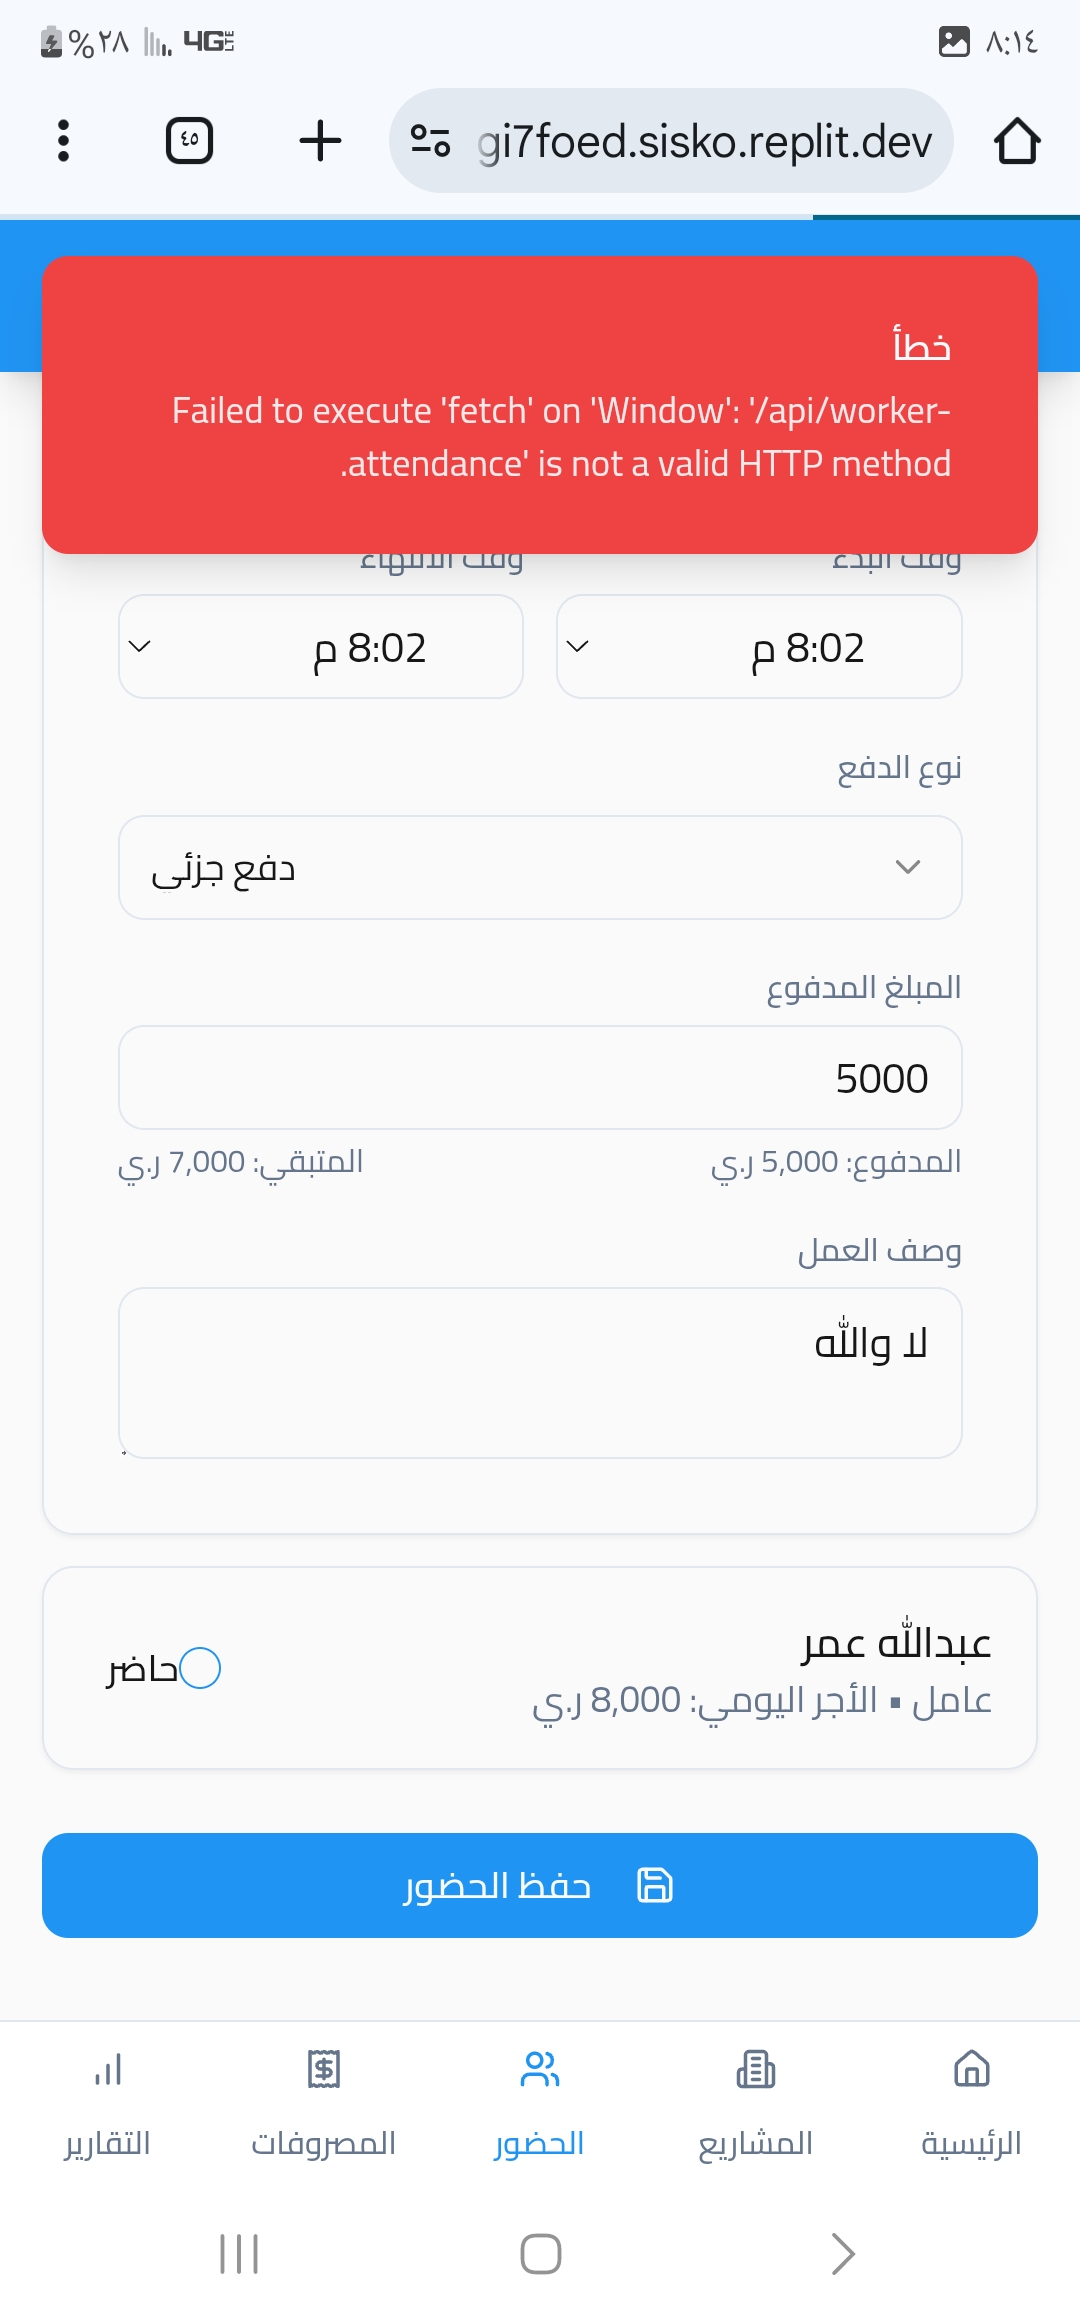 ٨:١٤
4G LTE
٢٨%
gi7foed.sisko.replit.dev
٤٥
خطأ
Failed to execute 'fetch' on 'Window': '/api/worker-
attendance' is not a valid HTTP method.
وقت البدء
وقت الانتهاء
8:02 م
8:02 م
نوع الدفع
دفع جزئي
المبلغ المدفوع
5000
المدفوع: 5,000 ر.ي
المتبقي: 7,000 ر.ي
وصف العمل
لا والله
عبدالله عمر
حاضر
عامل ▪ الأجر اليومي: 8,000 ر.ي
حفظ الحضور
الرئيسية
المشاريع
الحضور
المصروفات
التقارير